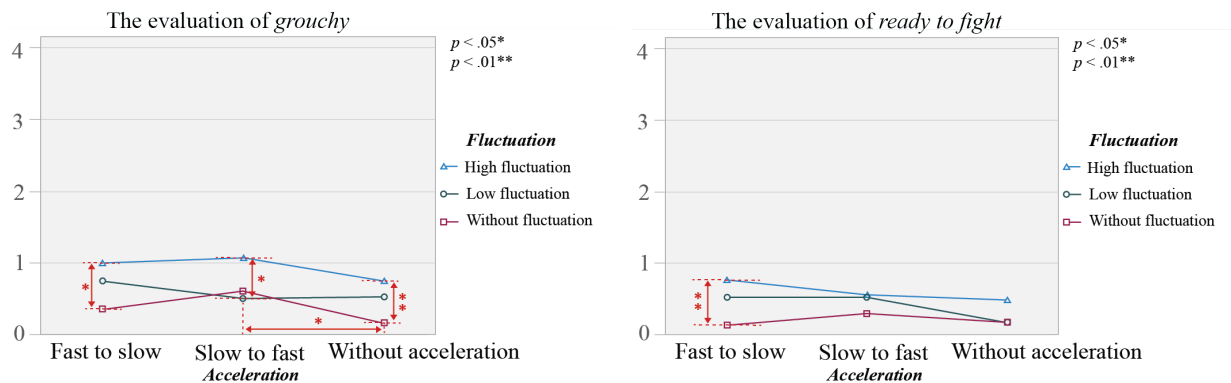 The evaluation of grouchy
4
3
2
1
0
p < .05*
p < .01**
Fluctuation
High fluctuation
Low fluctuation
Without fluctuation
*
*
**
*
Fast to slow
Slow to fast
Without acceleration
Acceleration
The evaluation of ready to fight
4
3
2
1
0
p < .05*
p < .01**
Fluctuation
High fluctuation
Low fluctuation
Without fluctuation
**
Fast to slow
Slow to fast
Without acceleration
Acceleration